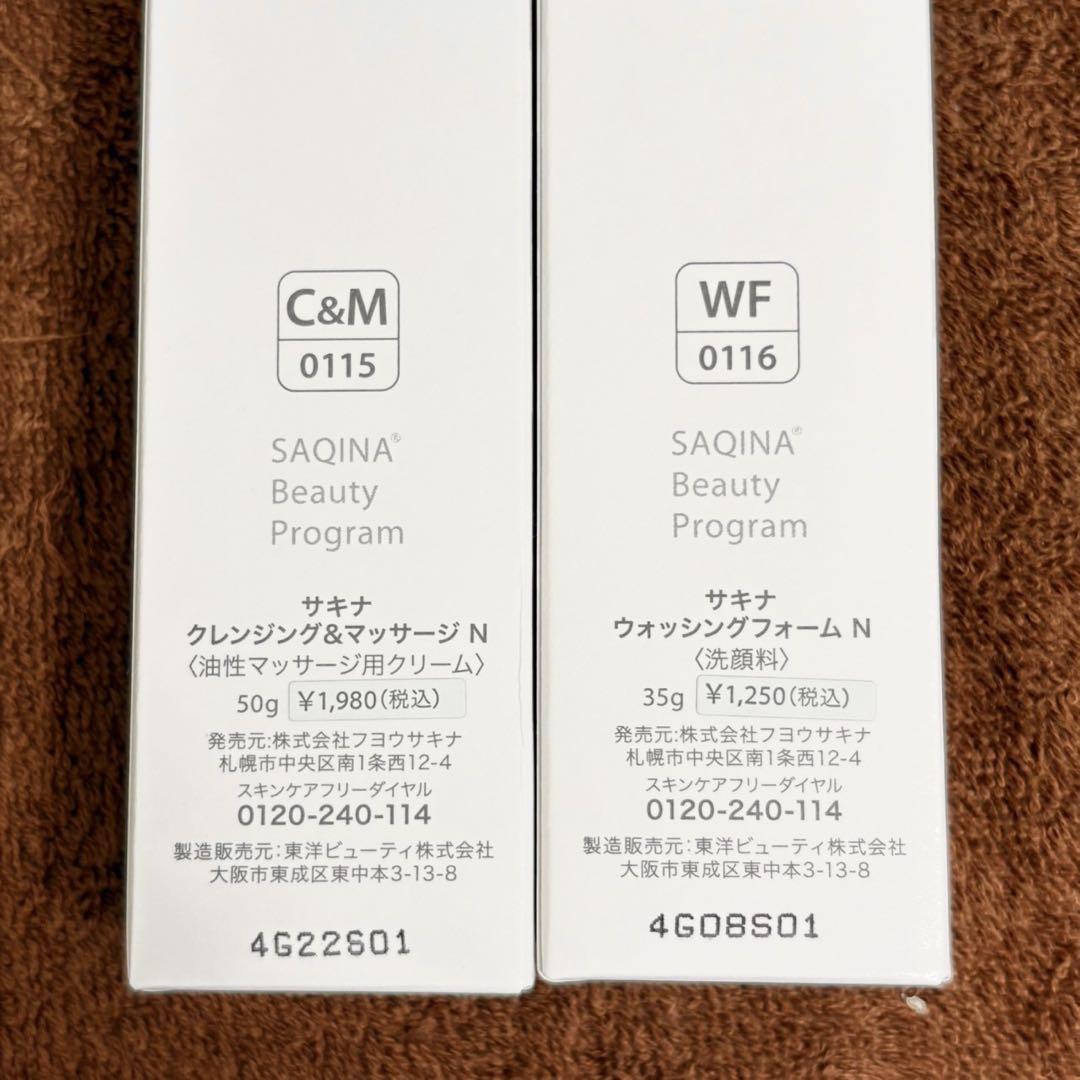 C&M
0115
SAQINA®
Beauty
Program
サキナ
クレンジング&マッサージ N
〈油性マッサージ用クリーム〉
50g ¥1,980(税込)
発売元:株式会社フヨウサキナ
札幌市中央区南1条西12-4
スキンケアフリーダイヤル
0120-240-114
製造販売元:東洋ビューティ株式会社
大阪市東成区東中本3-13-8
4G22S01
WF
0116
SAQINA®
Beauty
Program
サキナ
ウォッシングフォーム N
〈洗顔料〉
35g ¥1,250(税込)
発売元:株式会社フヨウサキナ
札幌市中央区南1条西12-4
スキンケアフリーダイヤル
0120-240-114
製造販売元:東洋ビューティ株式会社
大阪市東成区東中本3-13-8
4G08S01